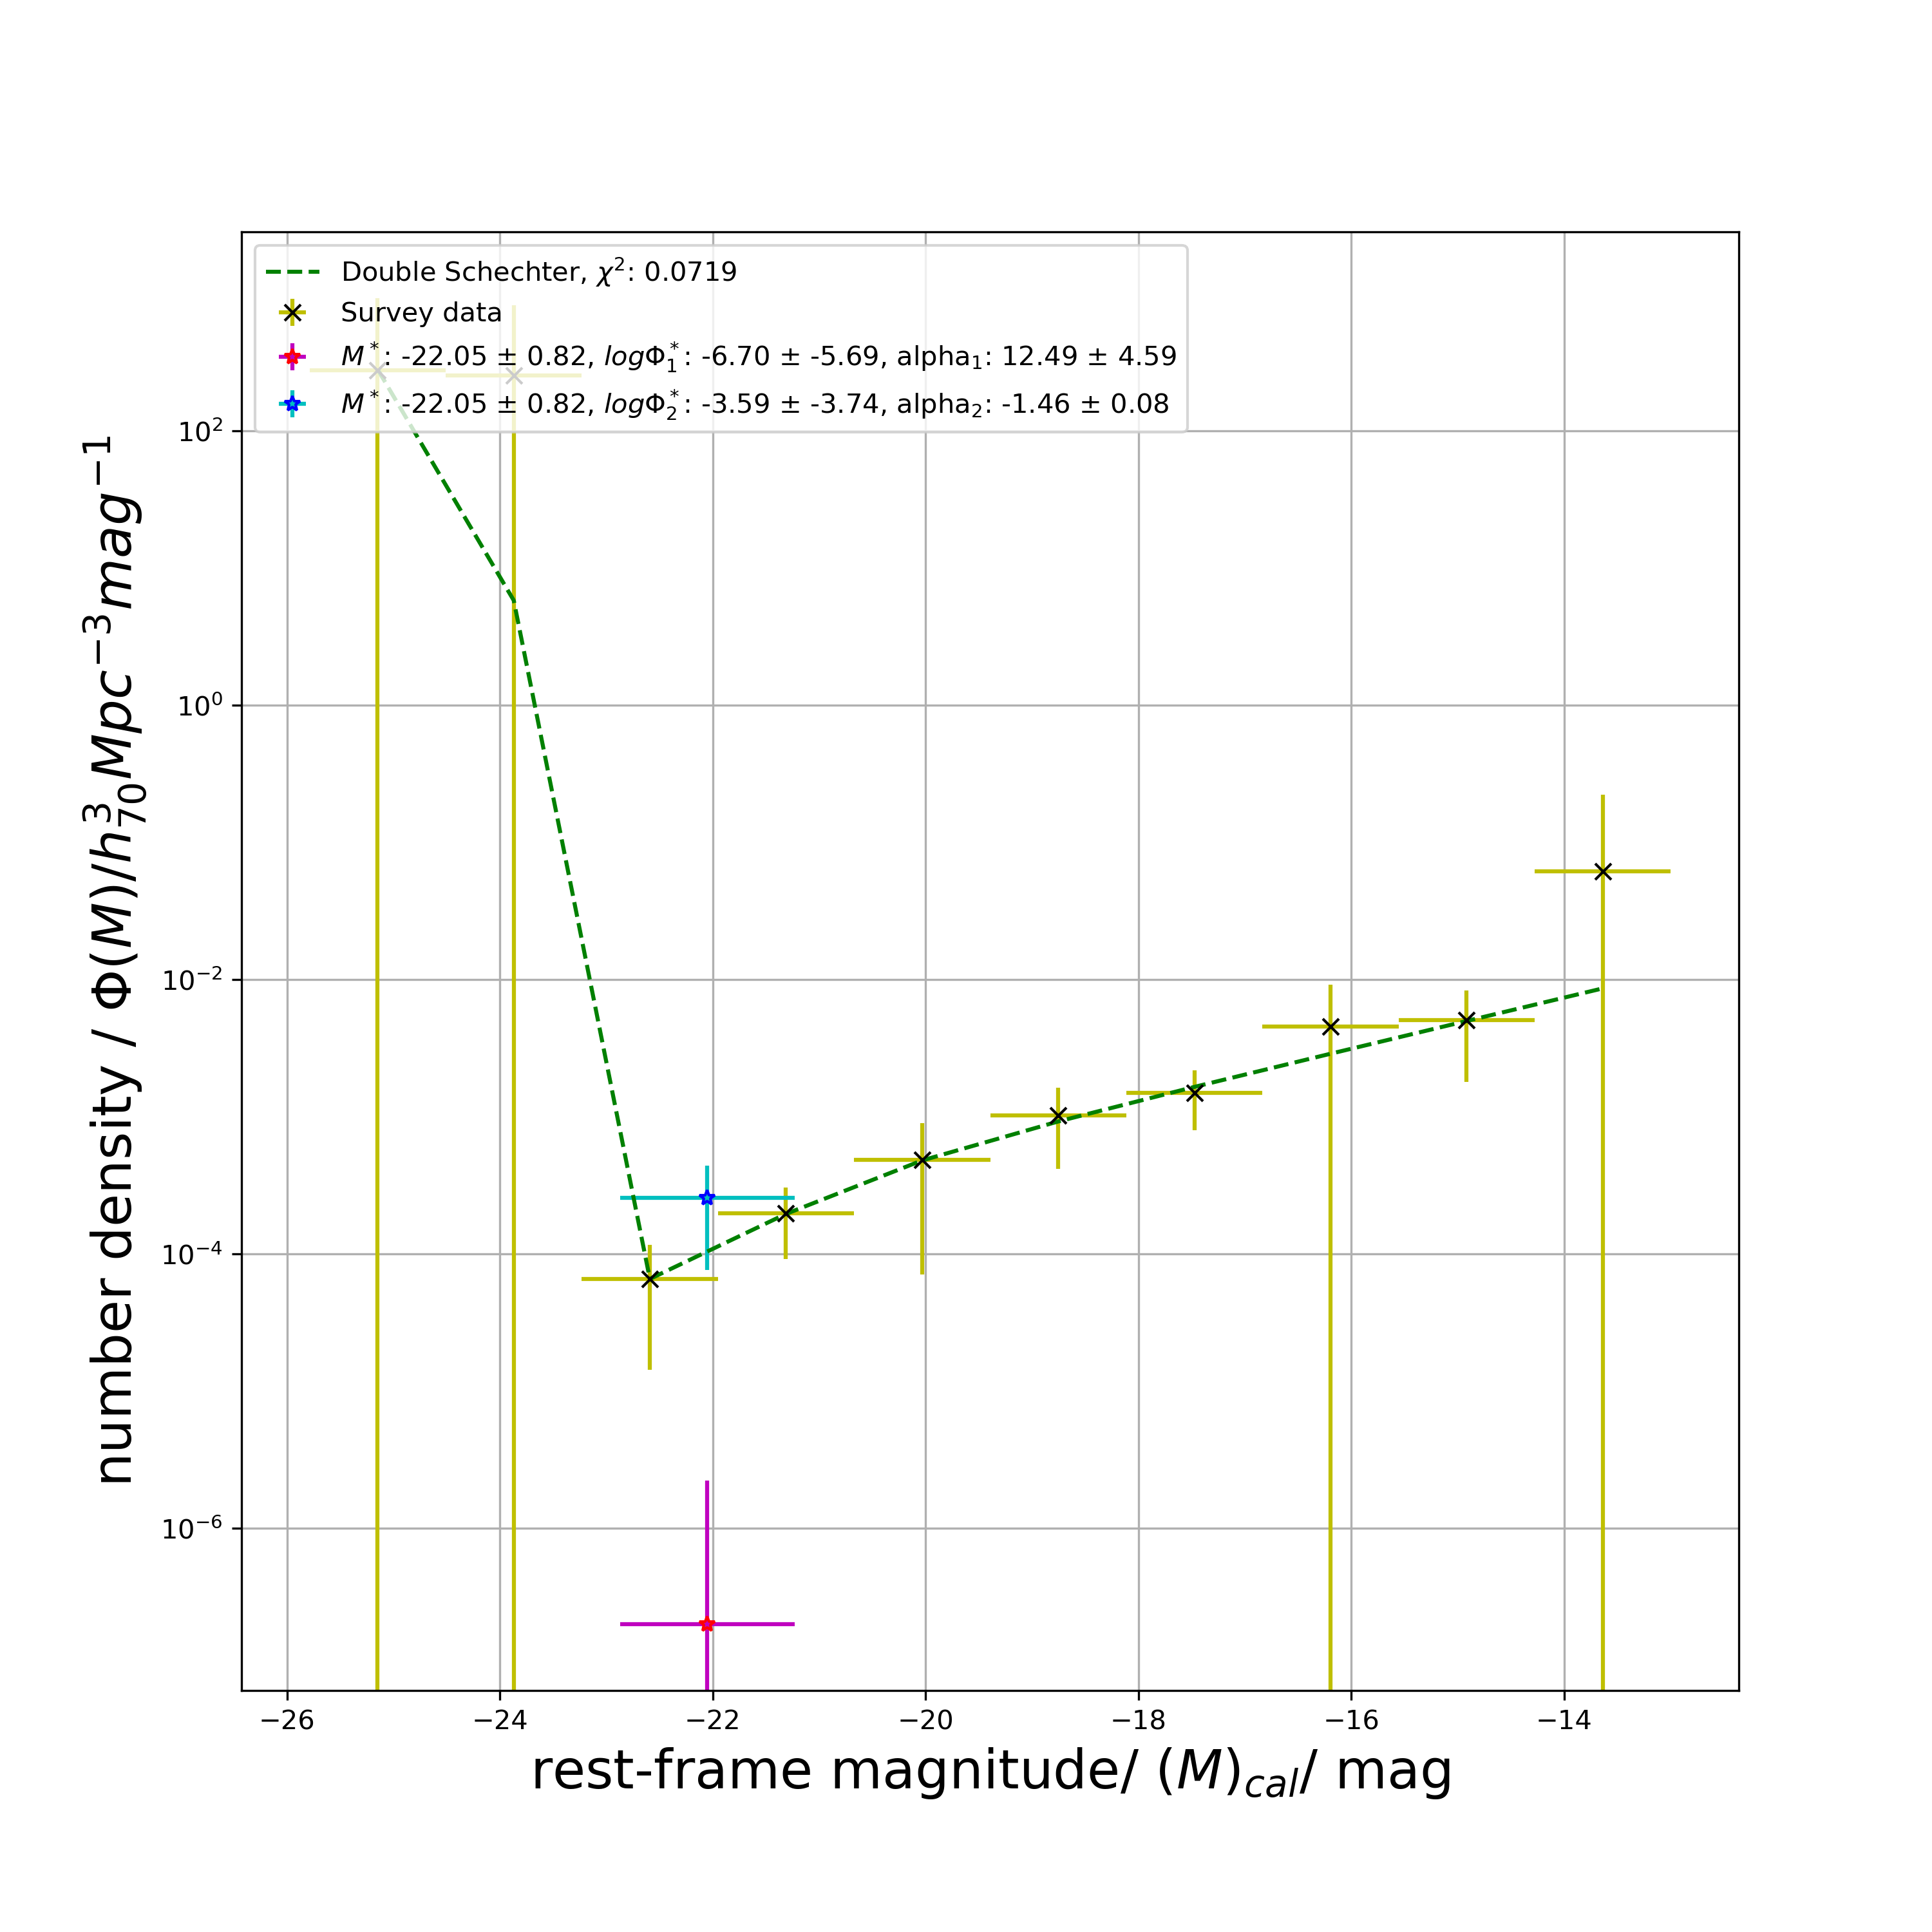 Double Schechter, χ²: 0.0719
Survey data
M*: -22.05 ± 0.82, logΦ₁*: -6.70 ± -5.69, alpha₁: 12.49 ± 4.59
M*: -22.05 ± 0.82, logΦ₂*: -3.59 ± -3.74, alpha₂: -1.46 ± 0.08
10²
10⁰
10⁻²
10⁻⁴
10⁻⁶
number density / Φ(M)/h₇₀³Mpc⁻³mag⁻¹
−26 −24 −22 −20 −18 −16 −14
rest-frame magnitude/ (M)_{cal}/ mag